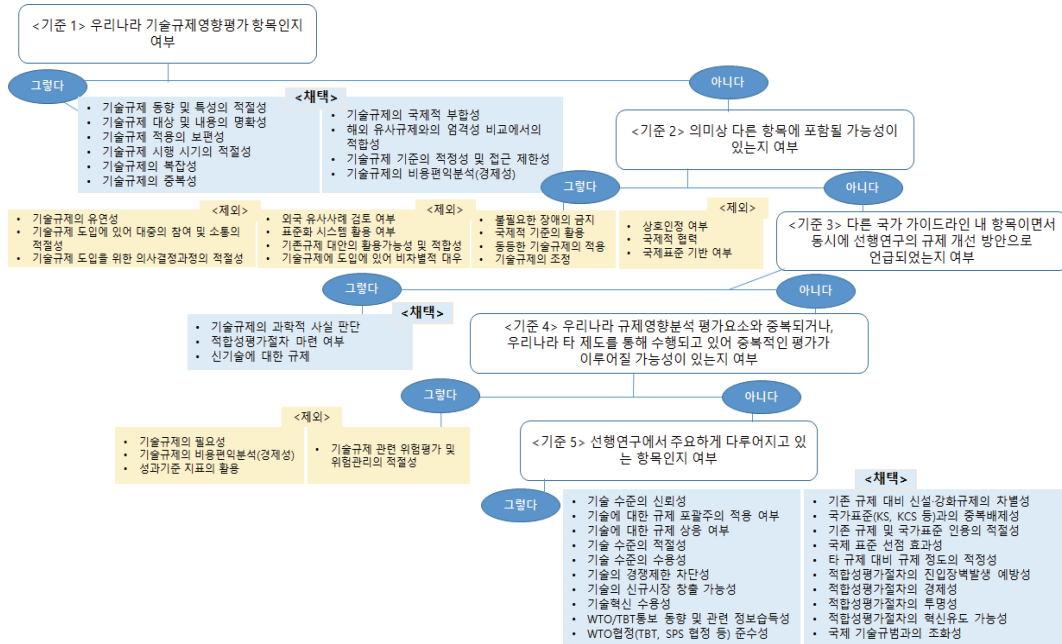 <기준 1> 우리나라 기술규제영향평가 항목인지
여부
그렇다
아니다
<채택>
• 기술규제 동향 및 특성의 적절성
• 기술규제 대상 및 내용의 명확성
• 기술규제 적용의 보편성
• 기술규제 시행 시기의 적절성
• 기술규제의 복잡성
• 기술규제의 중복성
• 기술규제의 국제적 부합성
• 해외 유사규제와의 엄격성 비교에서의
적합성
• 기술규제 기준의 적정성 및 접근 제한성
• 기술규제의 비용편익분석(경제성)
<기준 2> 의미상 다른 항목에 포함될 가능성이
있는지 여부
그렇다
아니다
<제외>
• 기술규제의 유연성
• 기술규제 도입에 있어 대중의 참여 및 소통의
적절성
• 기술규제 도입을 위한 의사결정과정의 적절성
<제외>
• 외국 유사사례 검토 여부
• 표준화 시스템 활용 여부
• 기존규제 대안의 활용가능성 및 적합성
• 기술규제에 도입에 있어 비차별적 대우
• 불필요한 장애의 금지
• 국제적 기준의 활용
• 동등한 기술규제의 적용
• 기술규제의 조정
<제외>
• 상호인정 여부
• 국제적 협력
• 국제표준 기반 여부
<기준 3> 다른 국가 가이드라인 내 항목이면서
동시에 선행연구의 규제 개선 방안으로
언급되었는지 여부
그렇다
아니다
<채택>
• 기술규제의 과학적 사실 판단
• 적합성평가절차 마련 여부
• 신기술에 대한 규제
<기준 4> 우리나라 규제영향분석 평가요소와 중복되거나,
우리나라 타 제도를 통해 수행되고 있어 중복적인 평가가
이루어질 가능성이 있는지 여부
그렇다
아니다
<제외>
• 기술규제의 필요성
• 기술규제의 비용편익분석(경제성)
• 성과기준 지표의 활용
• 기술규제 관련 위험평가 및
위험관리의 적절성
<기준 5> 선행연구에서 주요하게 다루어지고 있
는 항목인지 여부
그렇다
<채택>
• 기술 수준의 신뢰성
• 기술에 대한 규제 포괄주의 적용 여부
• 기술에 대한 규제 상응 여부
• 기술 수준의 적절성
• 기술 수준의 수용성
• 기술의 경쟁제한 차단성
• 기술의 신규시장 창출 가능성
• 기술혁신 수용성
• WTO/TBT통보 동향 및 관련 정보습득성
• WTO협정(TBT, SPS 협정 등) 준수성
• 기존 규제 대비 신설·강화규제의 차별성
• 국가표준(KS, KCS 등)과의 중복배제성
• 기존 규제 및 국가표준 인용의 적절성
• 국제 표준 선점 효과성
• 타 규제 대비 규제 정도의 적정성
• 적합성평가절차의 진입장벽발생 예방성
• 적합성평가절차의 경제성
• 적합성평가절차의 투명성
• 적합성평가절차의 혁신유도 가능성
• 국제 기술규범과의 조화성